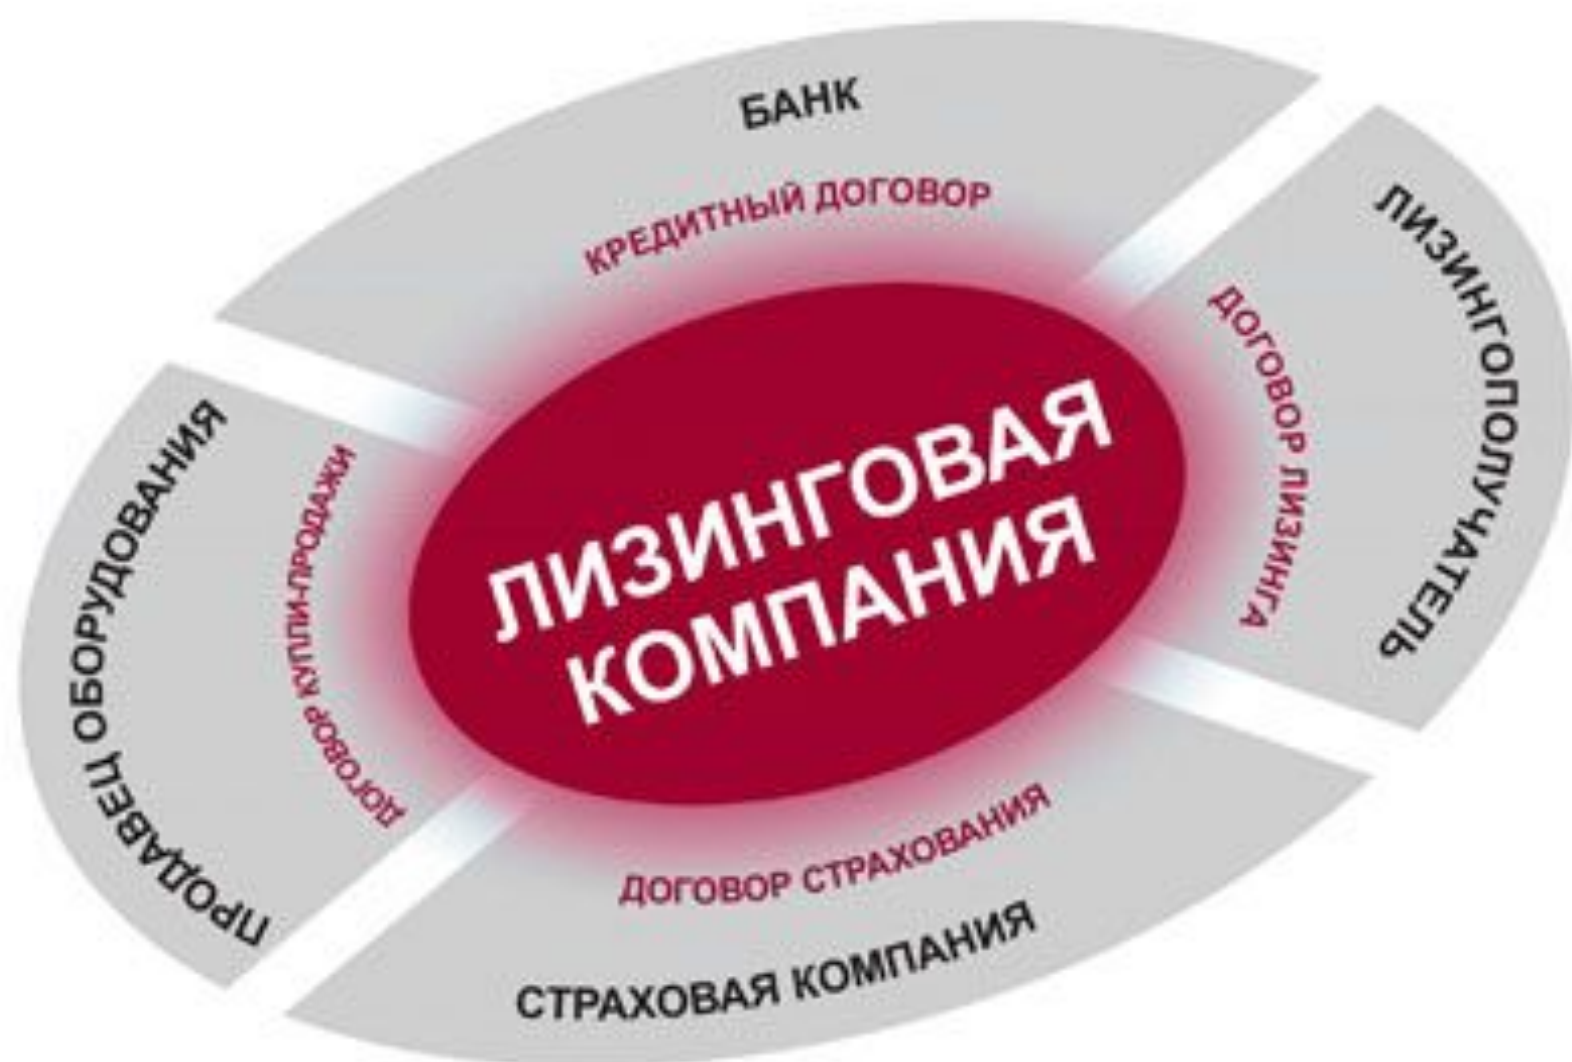 БАНК
КРЕДИТНЫЙ ДОГОВОР
ЛИЗИНГОПОЛУЧАТЕЛЬ
ДОГОВОР ЛИЗИНГА
ЛИЗИНГОВАЯ
КОМПАНИЯ
ПРОДАВЕЦ ОБОРУДОВАНИЯ
ДОГОВОР КУПЛИ-ПРОДАЖИ
ДОГОВОР СТРАХОВАНИЯ
СТРАХОВАЯ КОМПАНИЯ